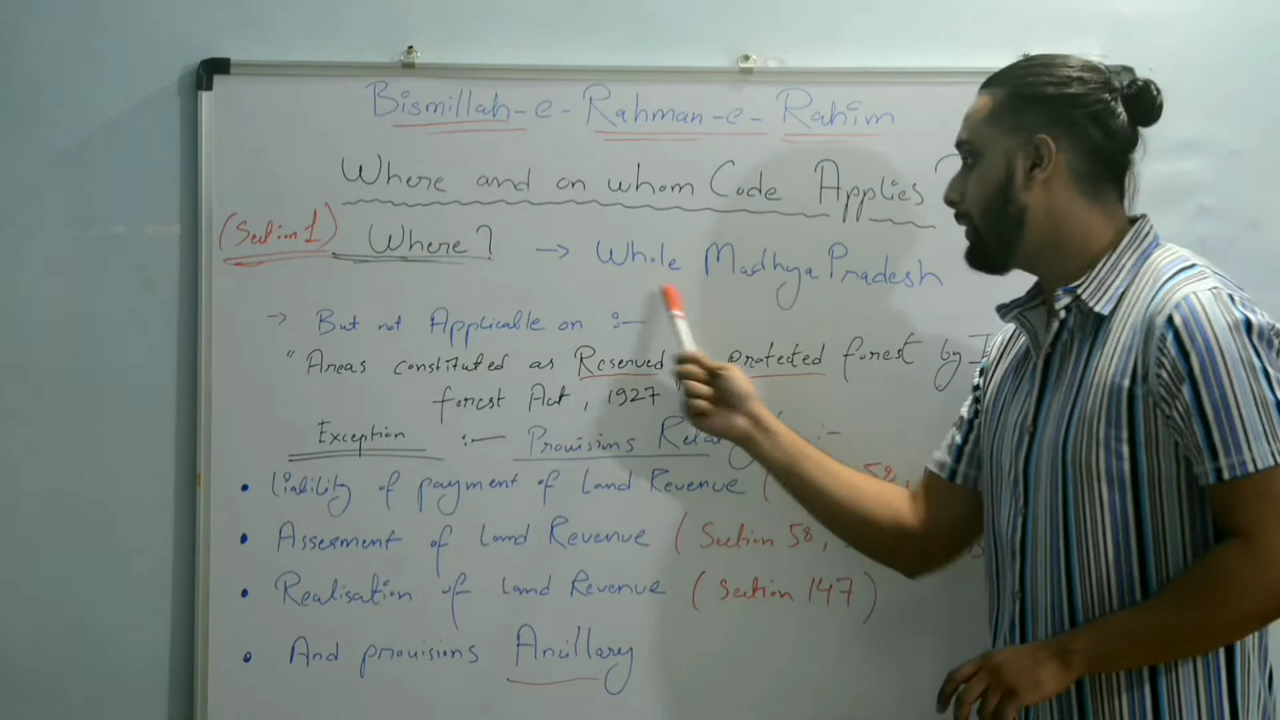 Bismillah-e-Rahman-e-Rahim
Where and on whom Code Applies?
(Section 1) Where? → Whole Madhya Pradesh
→ But not Applicable on :-
"Areas constituted as Reserved protected forest by
forest Act, 1927"
Exception :- Provisions :-
• Liability of payment of Land Revenue ( 58,
• Assesment of Land Revenue (Section 58,
• Realisation of Land Revenue (Section 147)
• And provisions Ancillary